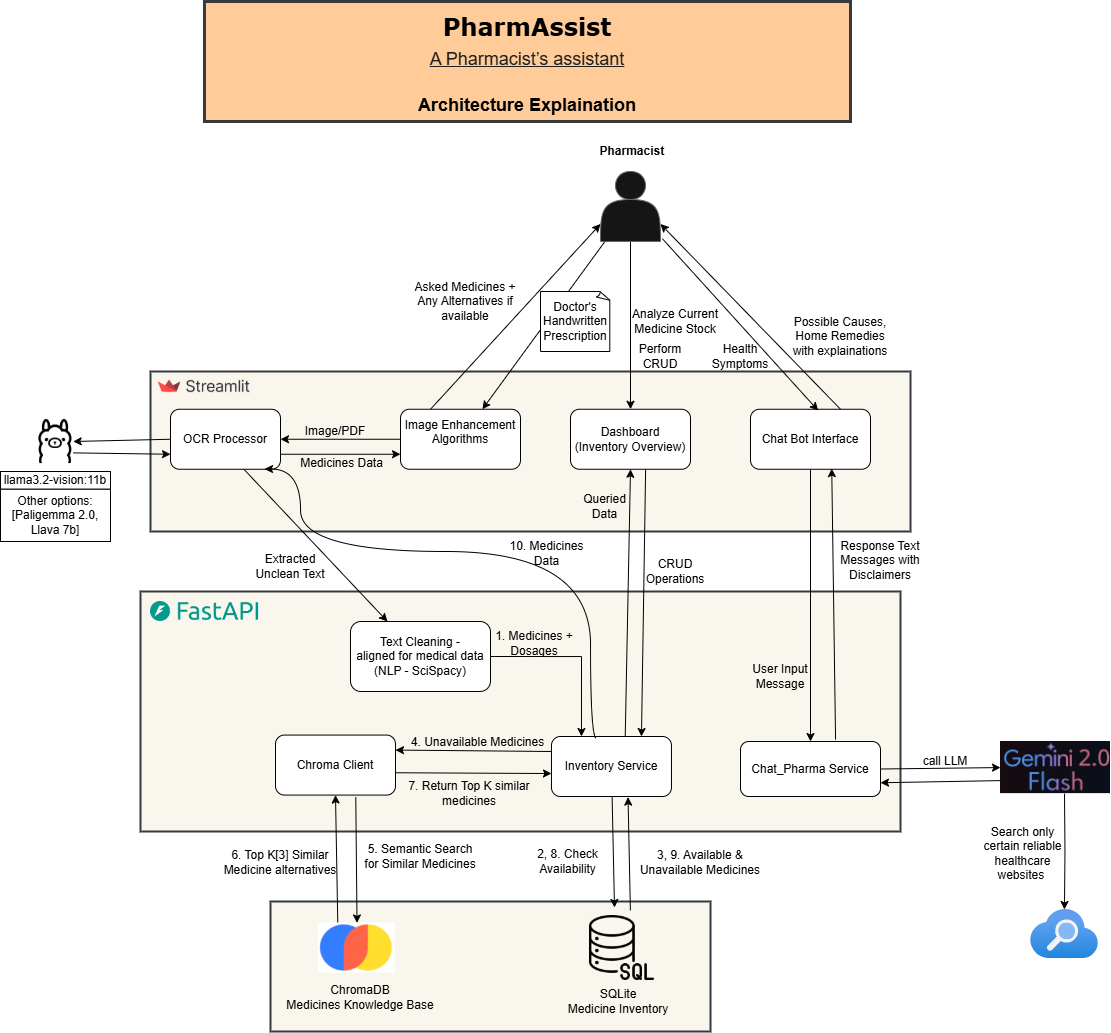 PharmAssist
A Pharmacist's assistant
Architecture Explaination
Pharmacist
Asked Medicines +
Any Alternatives if
available
Doctor's
Handwritten
Prescription
Analyze Current
Medicine Stock
Perform
CRUD
Health
Symptoms
Possible Causes,
Home Remedies
with explainations
Streamlit
OCR Processor
Image/PDF
Medicines Data
Image Enhancement
Algorithms
Dashboard
(Inventory Overview)
Chat Bot Interface
llama3.2-vision:11b
Other options:
[Paligemma 2.0,
Llava 7b]
Queried
Data
Extracted
Unclean Text
10. Medicines
Data
CRUD
Operations
Response Text
Messages with
Disclaimers
FastAPI
Text Cleaning -
aligned for medical data
(NLP - SciSpacy)
1. Medicines +
Dosages
User Input
Message
Chroma Client
4. Unavailable Medicines
7. Return Top K similar
medicines
Inventory Service
Chat_Pharma Service
call LLM
Gemini 2.0
Flash
6. Top K[3] Similar
Medicine alternatives
5. Semantic Search
for Similar Medicines
2, 8. Check
Availability
3, 9. Available &
Unavailable Medicines
Search only
certain reliable
healthcare
websites
ChromaDB
Medicines Knowledge Base
SQL
SQLite
Medicine Inventory